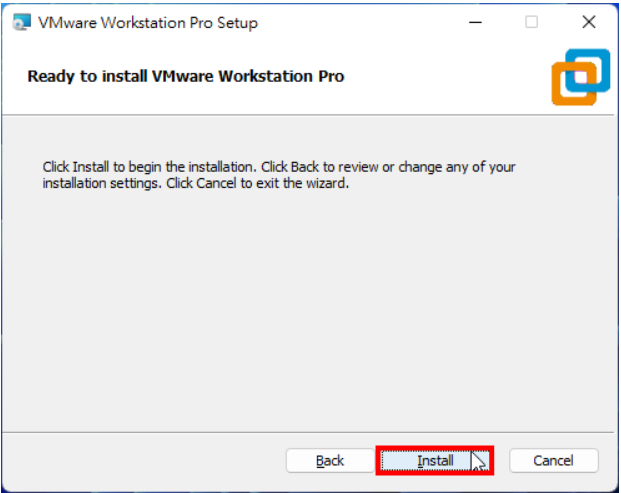 VMware Workstation Pro Setup
Ready to install VMware Workstation Pro
Click Install to begin the installation. Click Back to review or change any of your
installation settings. Click Cancel to exit the wizard.
Back Install Cancel